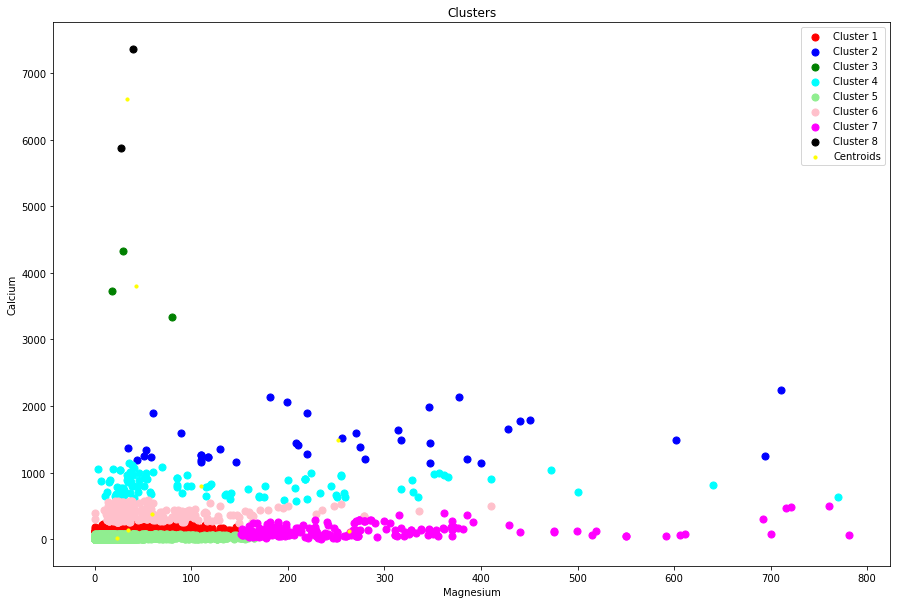 Clusters
Cluster 1
Cluster 2
Cluster 3
Cluster 4
Cluster 5
Cluster 6
Cluster 7
Cluster 8
Centroids
7000
6000
5000
4000
3000
2000
1000
0
Calcium
0 100 200 300 400 500 600 700 800
Magnesium